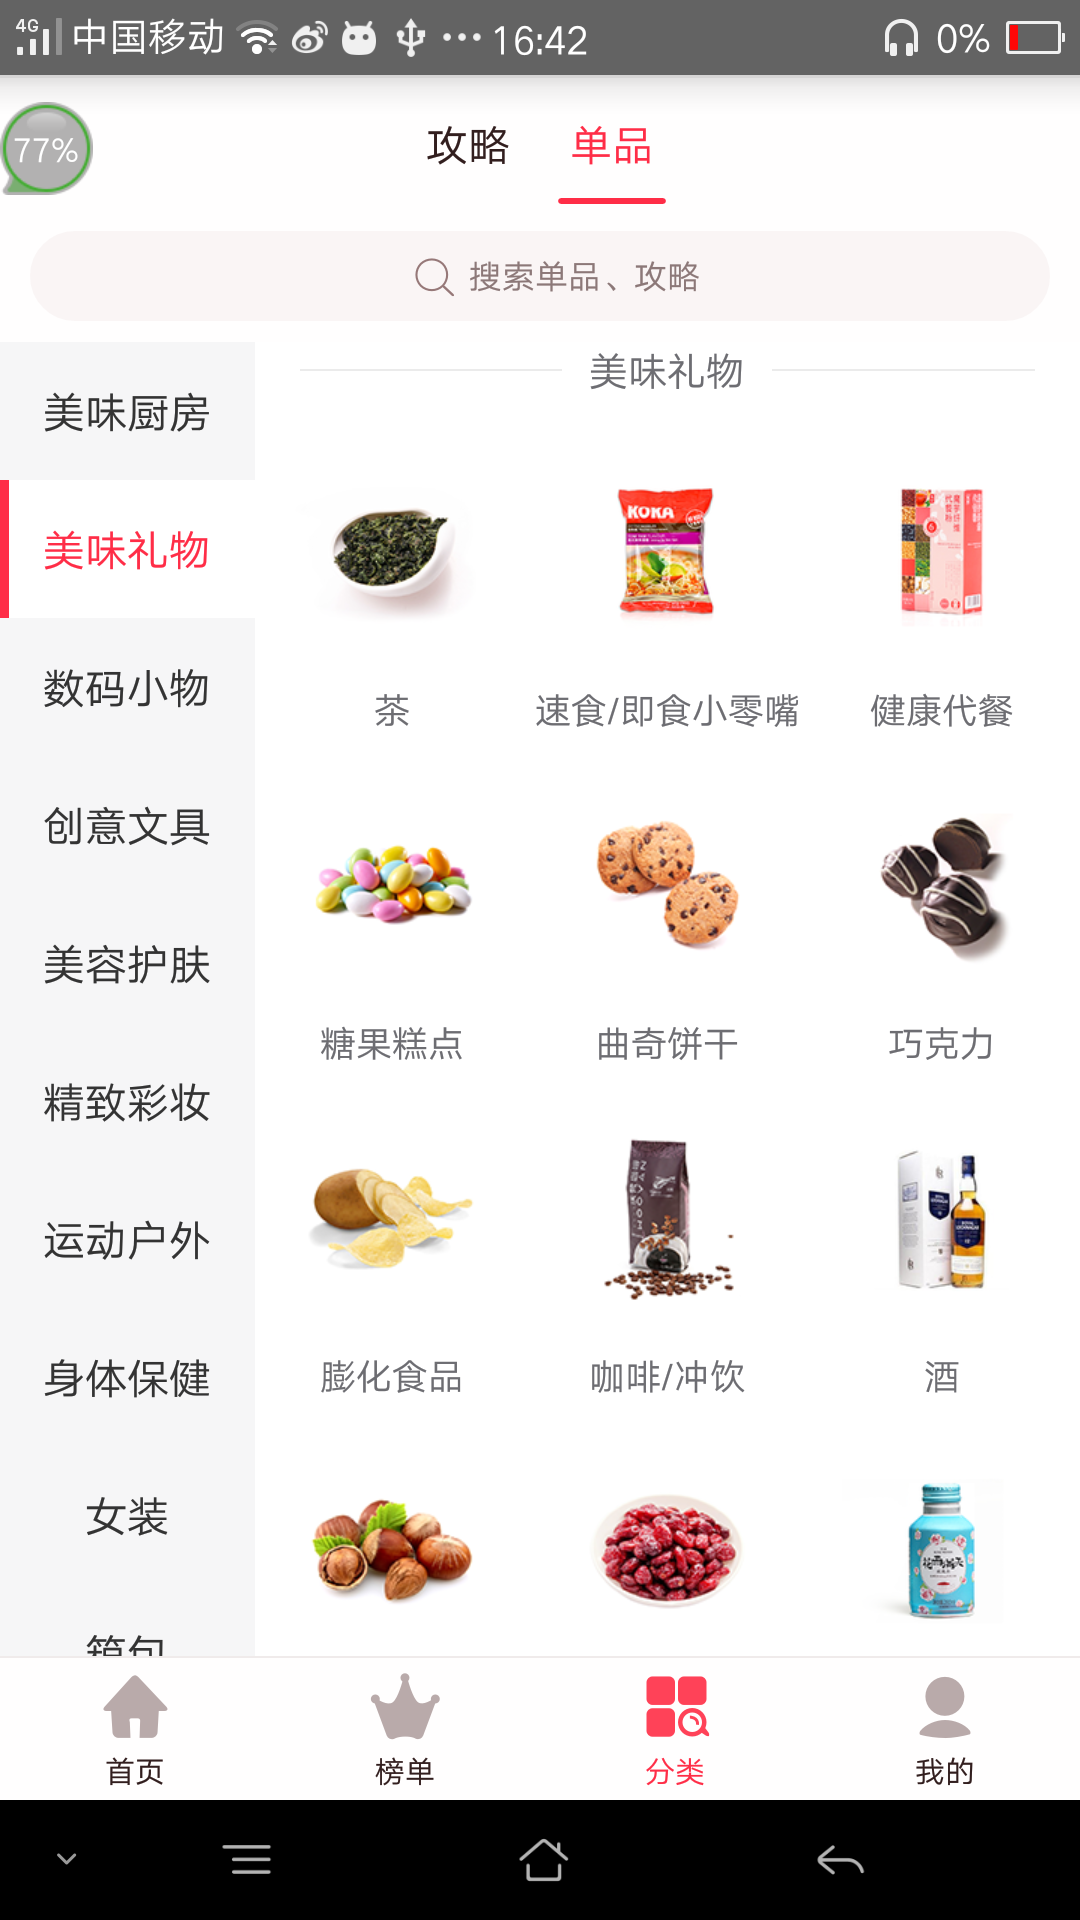 4G 中国移动 16:42 0%
77%
攻略 单品
搜索单品、攻略
美味厨房
美味礼物
数码小物
创意文具
美容护肤
精致彩妆
运动户外
身体保健
女装
箱包
美味礼物
KOKA
茶 速食/即食小零嘴 健康代餐
糖果糕点 曲奇饼干 巧克力
膨化食品 咖啡/冲饮 酒
首页 榜单 分类 我的